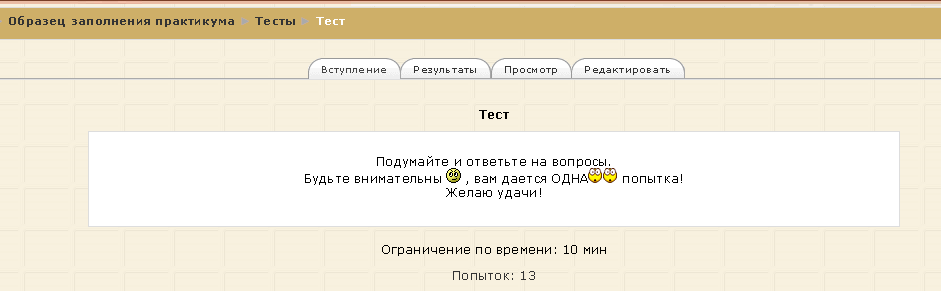 Образец заполнения практикума ► Тесты ► Тест
Вступление Результаты Просмотр Редактировать
Тест
Подумайте и ответьте на вопросы.
Будьте внимательны , вам дается ОДНА попытка!
Желаю удачи!
Ограничение по времени: 10 мин
Попыток: 13